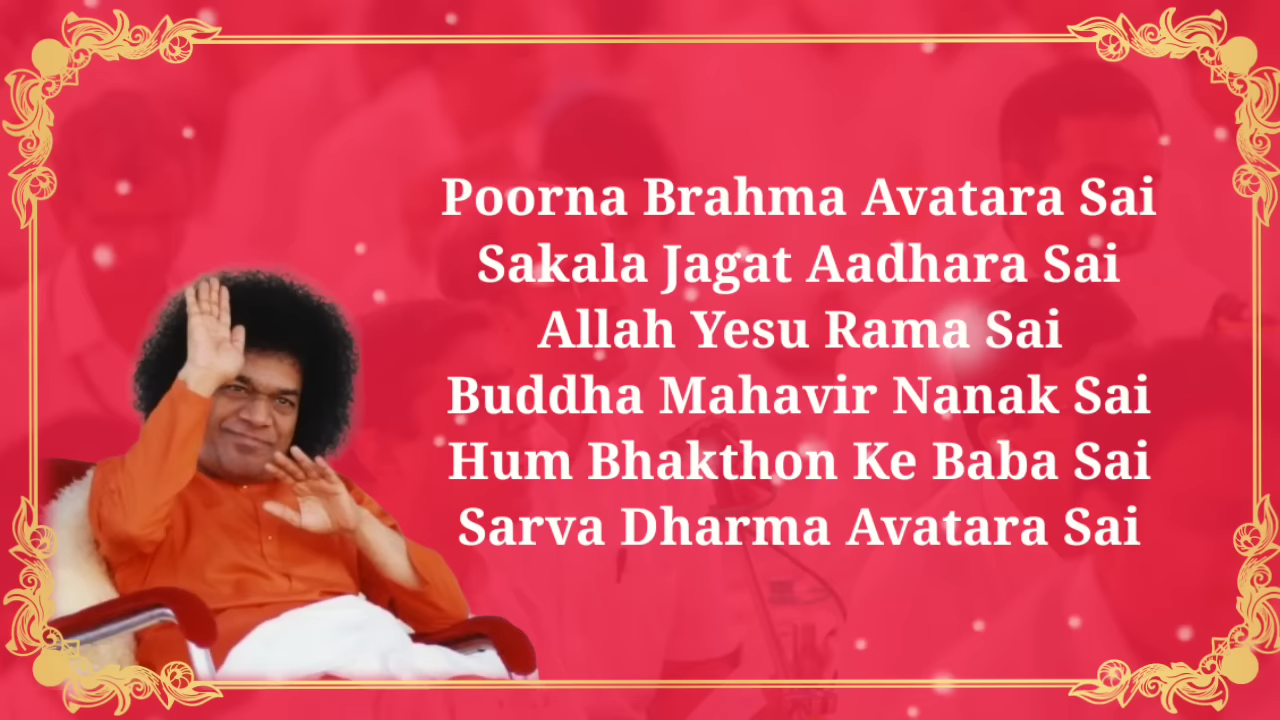 Poorna Brahma Avatara Sai
Sakala Jagat Aadhara Sai
Allah Yesu Rama Sai
Buddha Mahavir Nanak Sai
Hum Bhakthon Ke Baba Sai
Sarva Dharma Avatara Sai